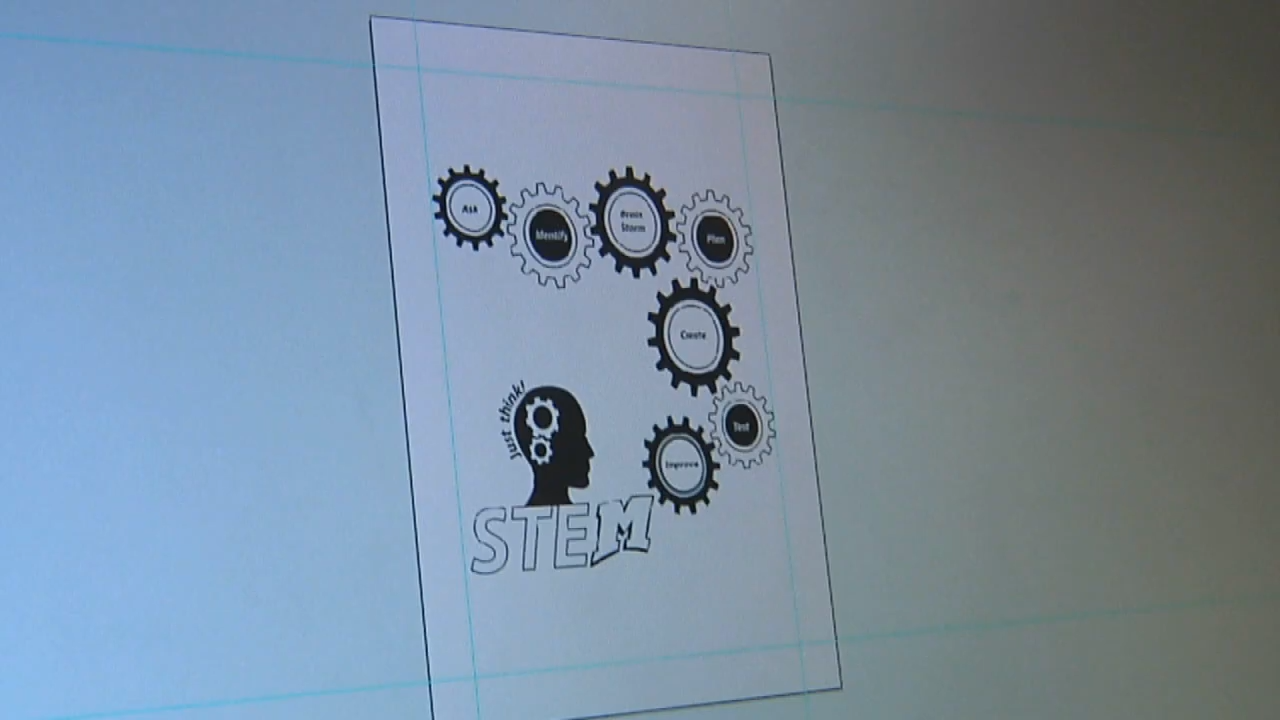 Ask
Identify
Brain
Storm
Plan
Create
Test
Improve
Just think!
STEM